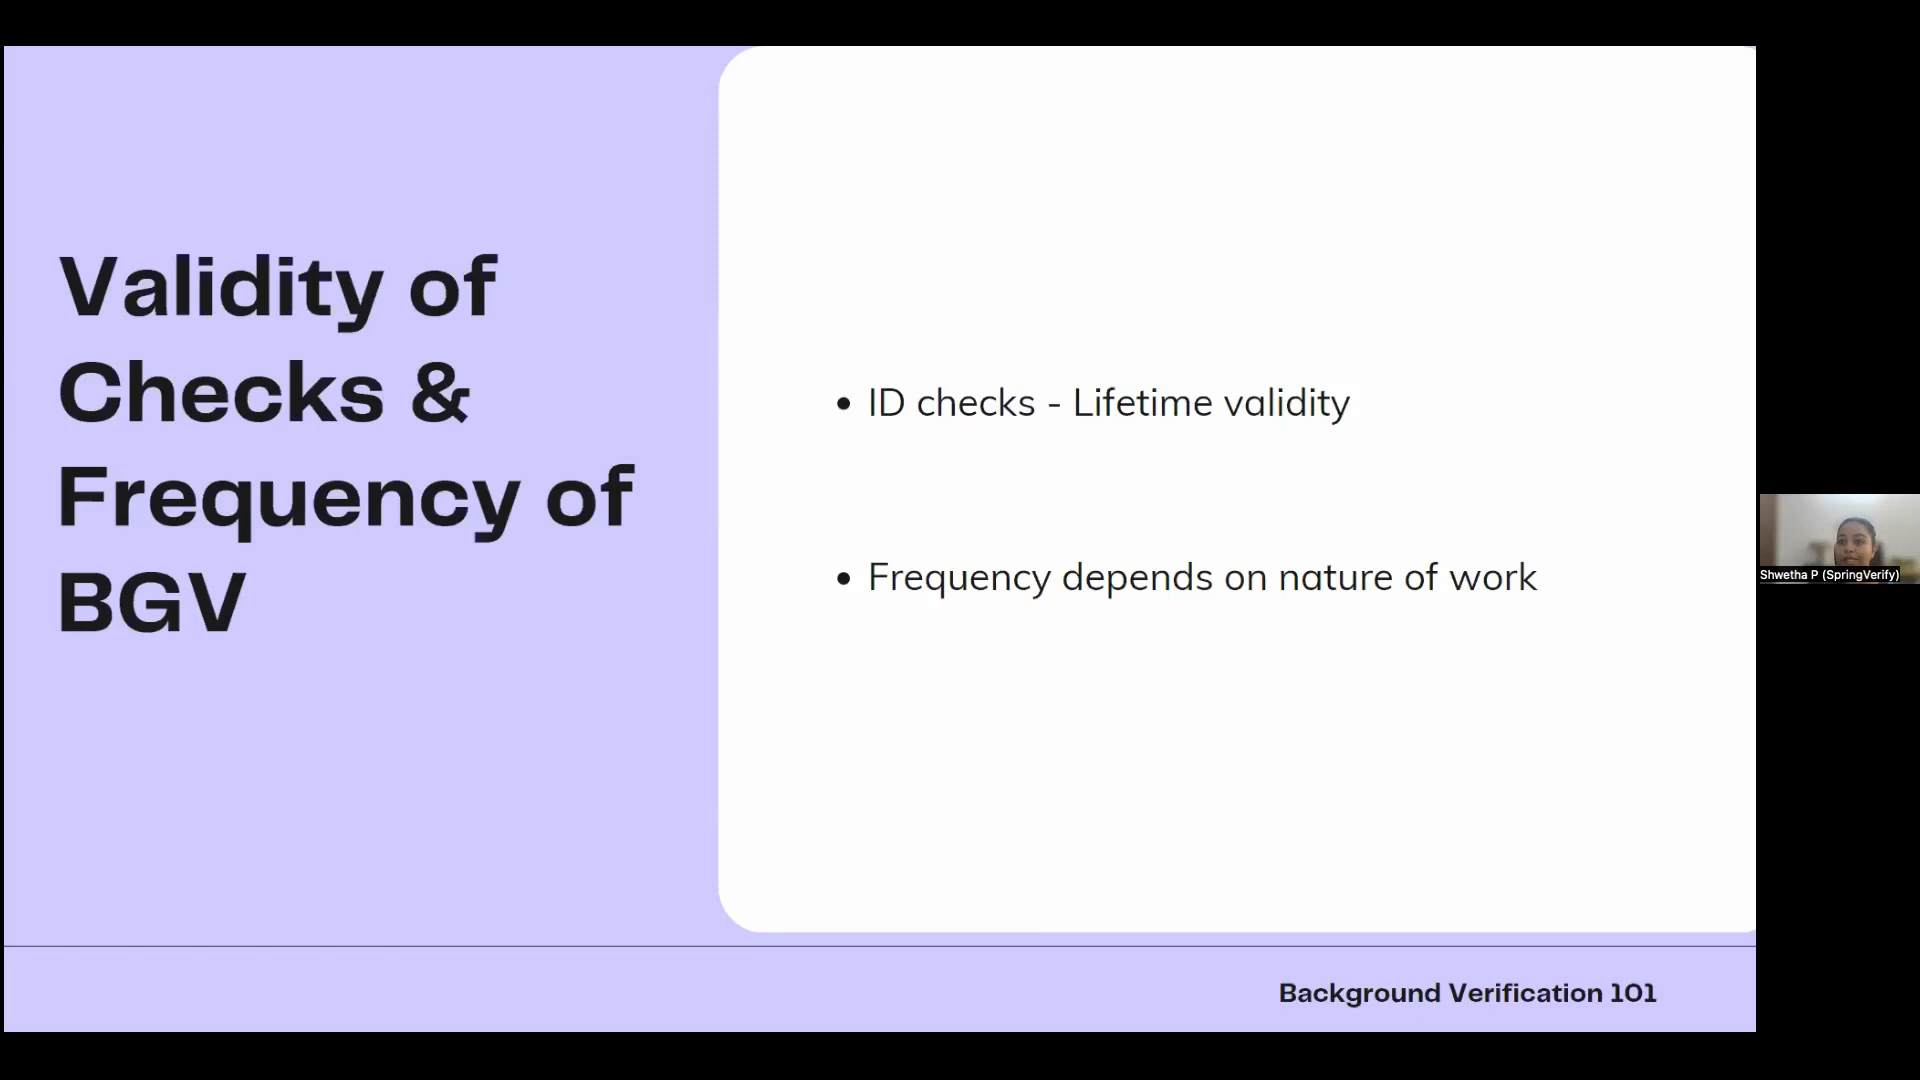 Validity of
Checks &
Frequency of
BGV
• ID checks - Lifetime validity
• Frequency depends on nature of work
Shwetha P (SpringVerify)
Background Verification 101